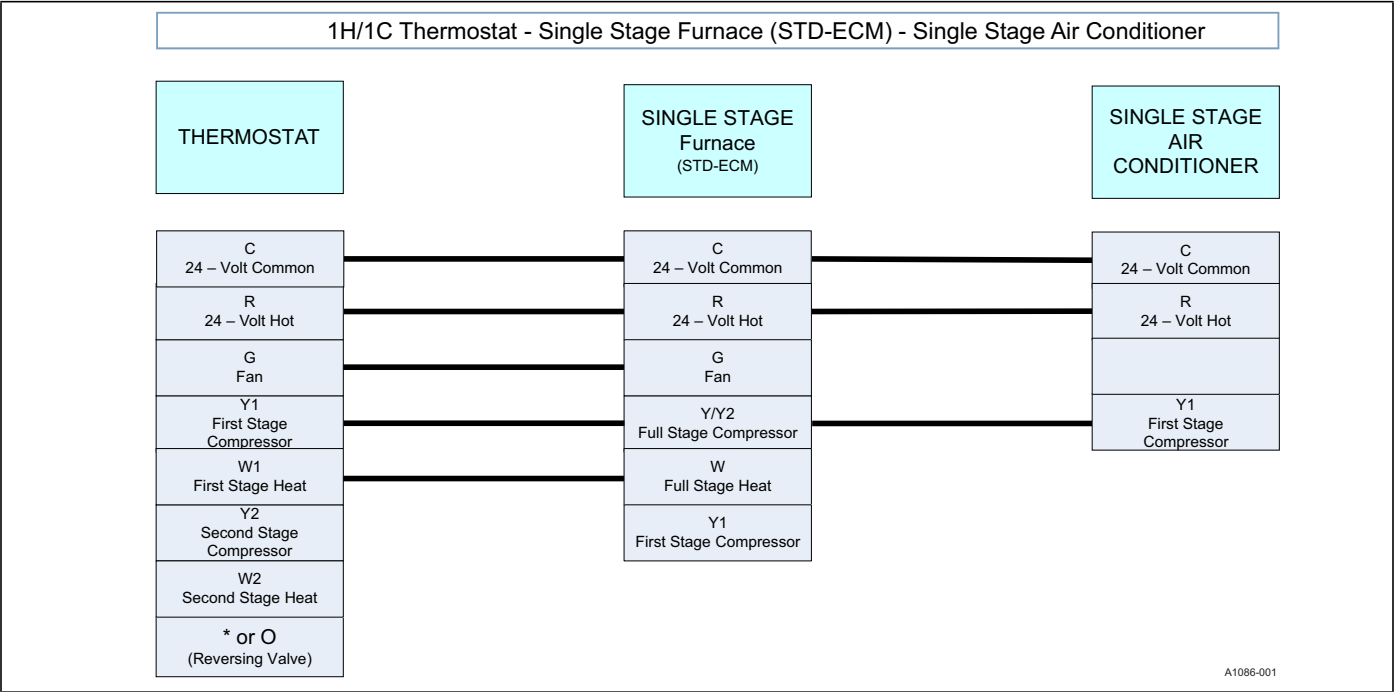 1H/1C Thermostat - Single Stage Furnace (STD-ECM) - Single Stage Air Conditioner
THERMOSTAT
SINGLE STAGE
Furnace
(STD-ECM)
SINGLE STAGE
AIR
CONDITIONER
C
24 – Volt Common
C
24 – Volt Common
C
24 – Volt Common
R
24 – Volt Hot
R
24 – Volt Hot
R
24 – Volt Hot
G
Fan
G
Fan
Y1
First Stage
Compressor
Y/Y2
Full Stage Compressor
Y1
First Stage
Compressor
W1
First Stage Heat
W
Full Stage Heat
Y2
Second Stage
Compressor
Y1
First Stage Compressor
W2
Second Stage Heat
* or O
(Reversing Valve)
A1086-001